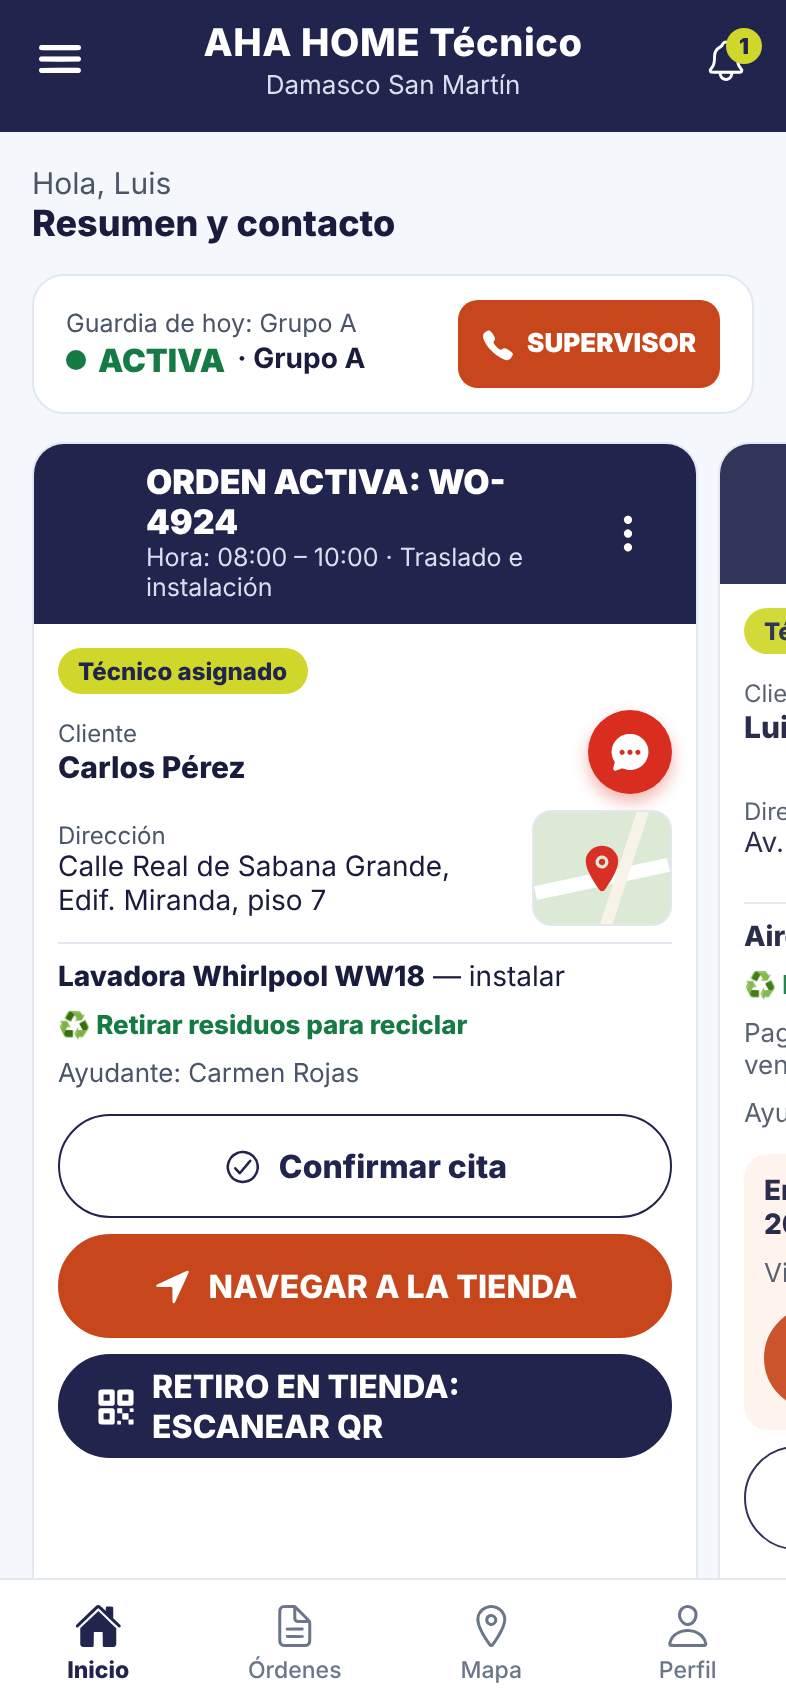 AHA HOME Técnico
Damasco San Martín
1
Hola, Luis
Resumen y contacto
Guardia de hoy: Grupo A
ACTIVA · Grupo A
SUPERVISOR
ORDEN ACTIVA: WO-
4924
Hora: 08:00 – 10:00 · Traslado e
instalación
Técnico asignado
Cliente
Carlos Pérez
Dirección
Calle Real de Sabana Grande,
Edif. Miranda, piso 7
Lavadora Whirlpool WW18 — instalar
Retirar residuos para reciclar
Ayudante: Carmen Rojas
Confirmar cita
NAVEGAR A LA TIENDA
RETIRO EN TIENDA:
ESCANEAR QR
Av.
Inicio
Órdenes
Mapa
Perfil